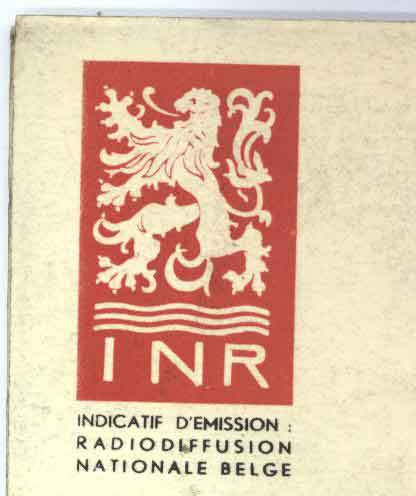 INR
INDICATIF D'EMISSION :
RADIODIFFUSION
NATIONALE BELGE